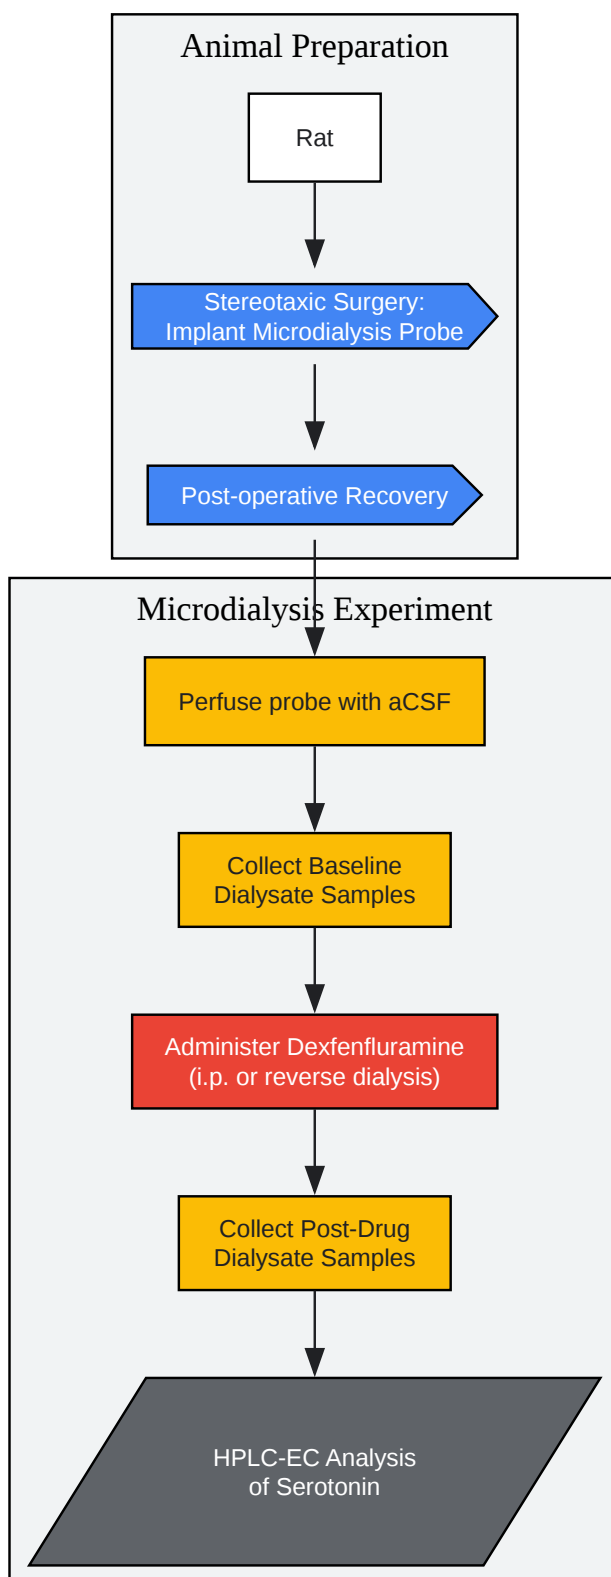 Animal Preparation
Rat
Stereotaxic Surgery:
Implant Microdialysis Probe
Post-operative Recovery
Microdialysis Experiment
Perfuse probe with aCSF
Collect Baseline
Dialysate Samples
Administer Dexfenfluramine
(i.p. or reverse dialysis)
Collect Post-Drug
Dialysate Samples
HPLC-EC Analysis
of Serotonin